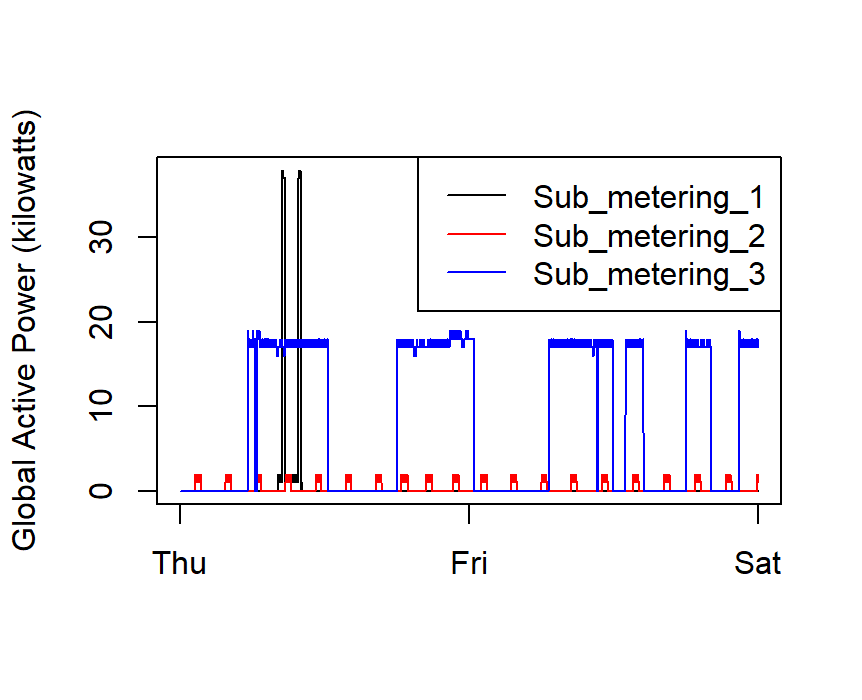 Global Active Power (kilowatts)
30
20
10
0
Sub_metering_1
Sub_metering_2
Sub_metering_3
Thu Fri Sat